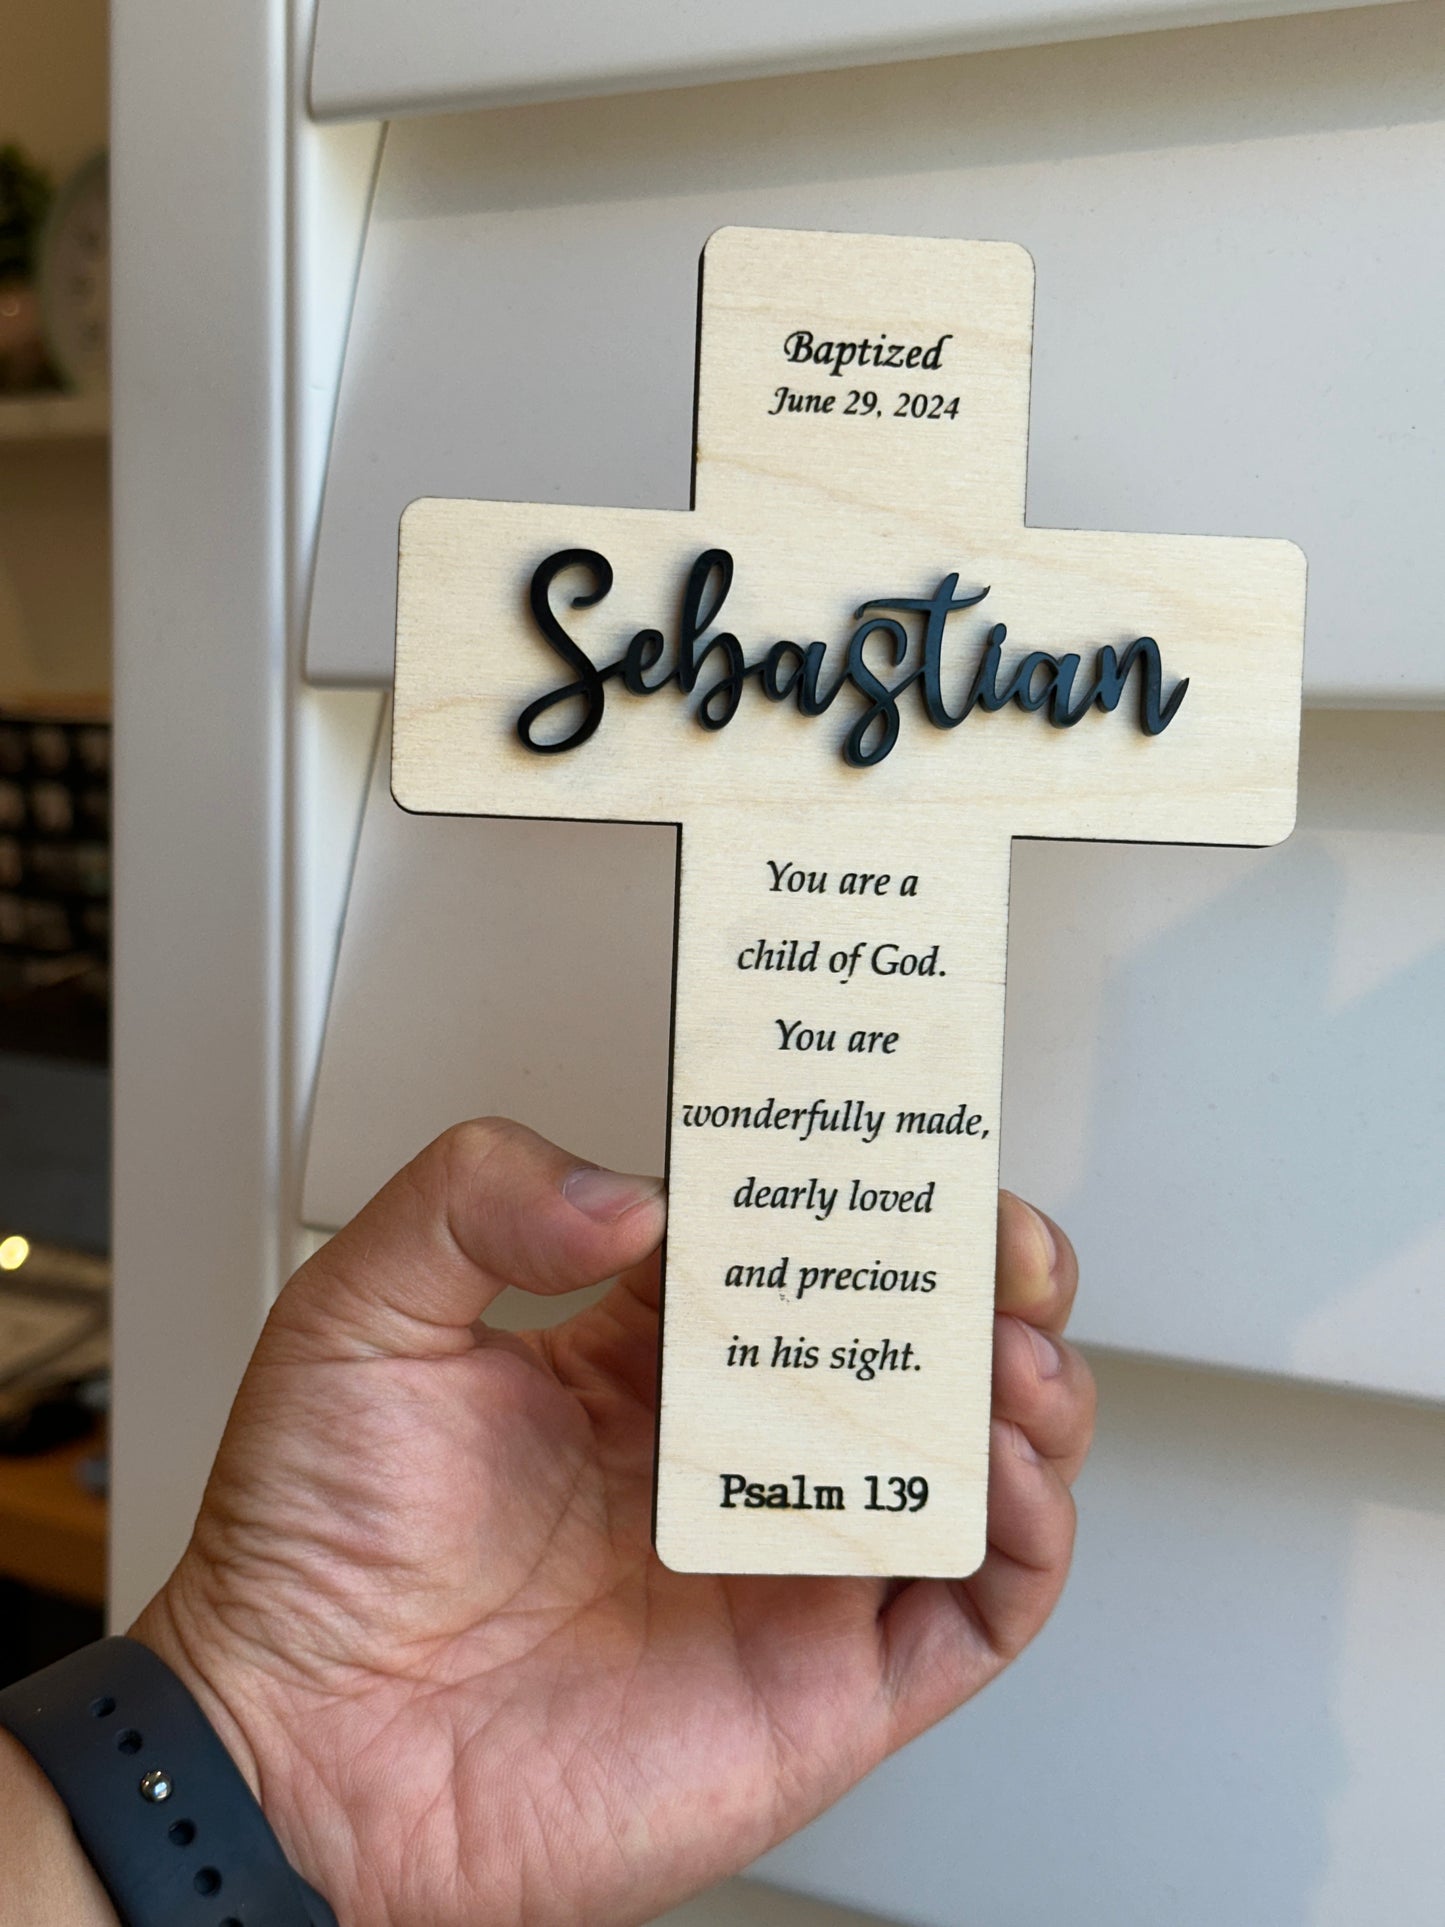 Baptized
June 29, 2024
Sebastian
You are a
child of God.
You are
wonderfully made,
dearly loved
and precious
in his sight.
Psalm 139